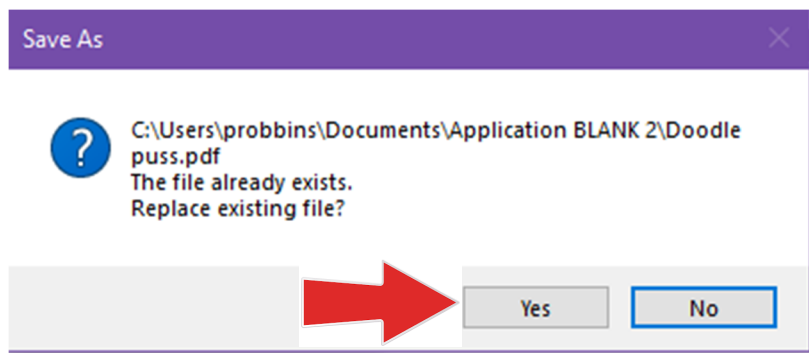 Save As
C:\Users\probbins\Documents\Application BLANK 2\Doodle
puss.pdf
The file already exists.
Replace existing file?
Yes
No